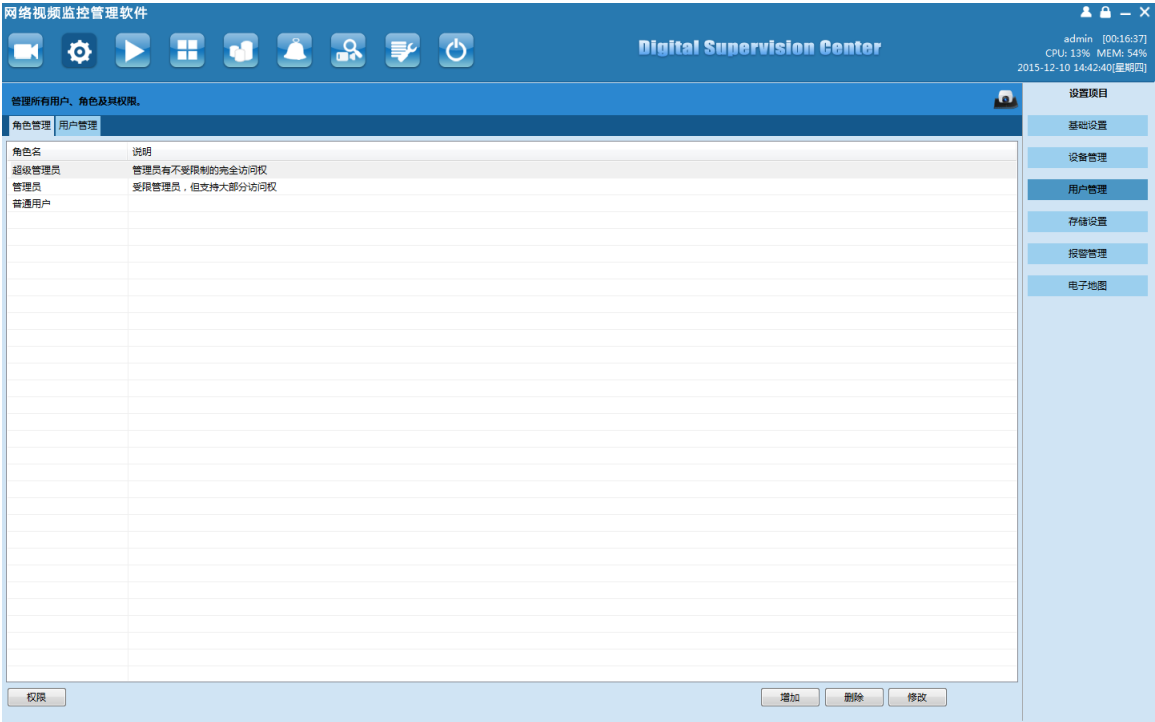 网络视频监控管理软件
Digital Supervision Center
admin [00:16:37]
CPU: 13% MEM: 54%
2015-12-10 14:42:40[星期四]
管理所有用户、角色及其权限。
角色管理 用户管理
角色名 说明
超级管理员 管理员有不受限制的完全访问权
管理员 受限管理员，但支持大部分访问权
普通用户
权限 增加 删除 修改
设置项目
基础设置
设备管理
用户管理
存储设置
报警管理
电子地图